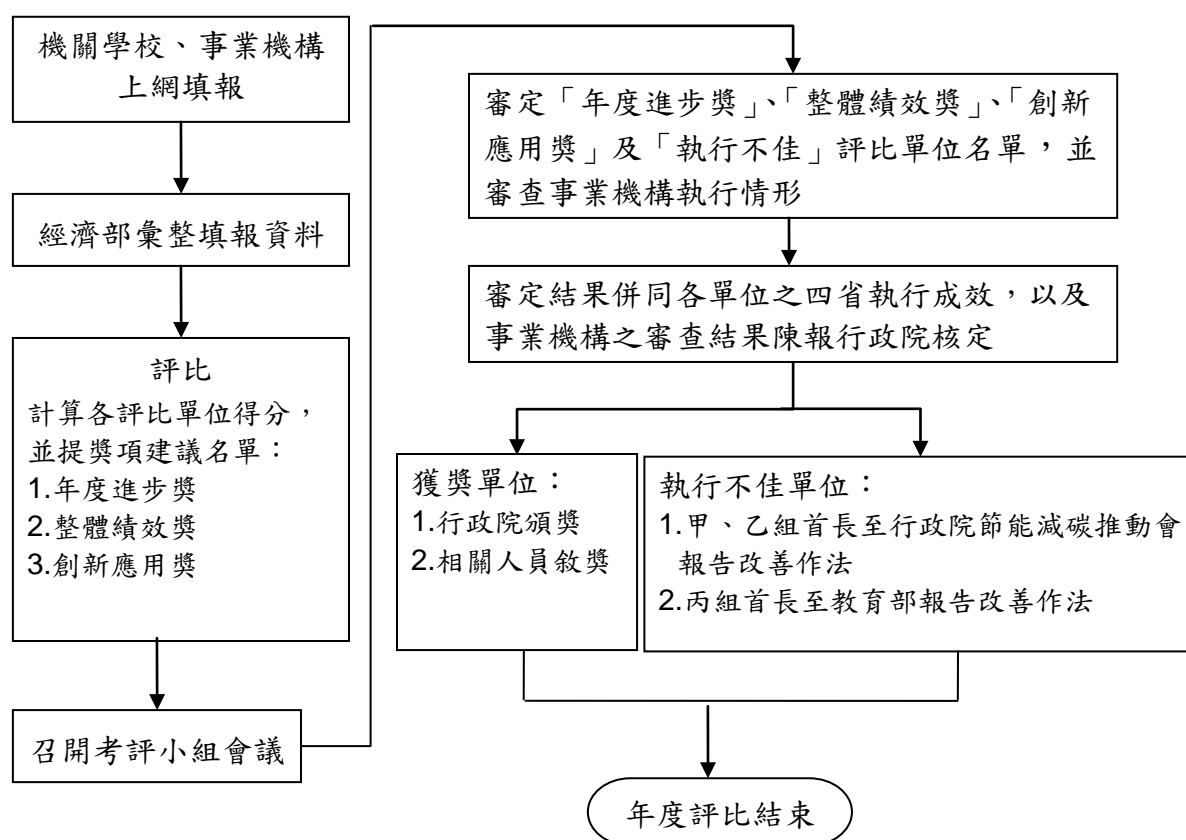 機關學校、事業機構
上網填報
經濟部彙整填報資料
評比
計算各評比單位得分，
並提獎項建議名單：
1.年度進步獎
2.整體績效獎
3.創新應用獎
召開考評小組會議
審定「年度進步獎」、「整體績效獎」、「創新
應用獎」及「執行不佳」評比單位名單，並
審查事業機構執行情形
審定結果併同各單位之四省執行成效，以及
事業機構之審查結果陳報行政院核定
獲獎單位：
1.行政院頒獎
2.相關人員敘獎
執行不佳單位：
1.甲、乙組首長至行政院節能減碳推動會
報告改善作法
2.丙組首長至教育部報告改善作法
年度評比結束